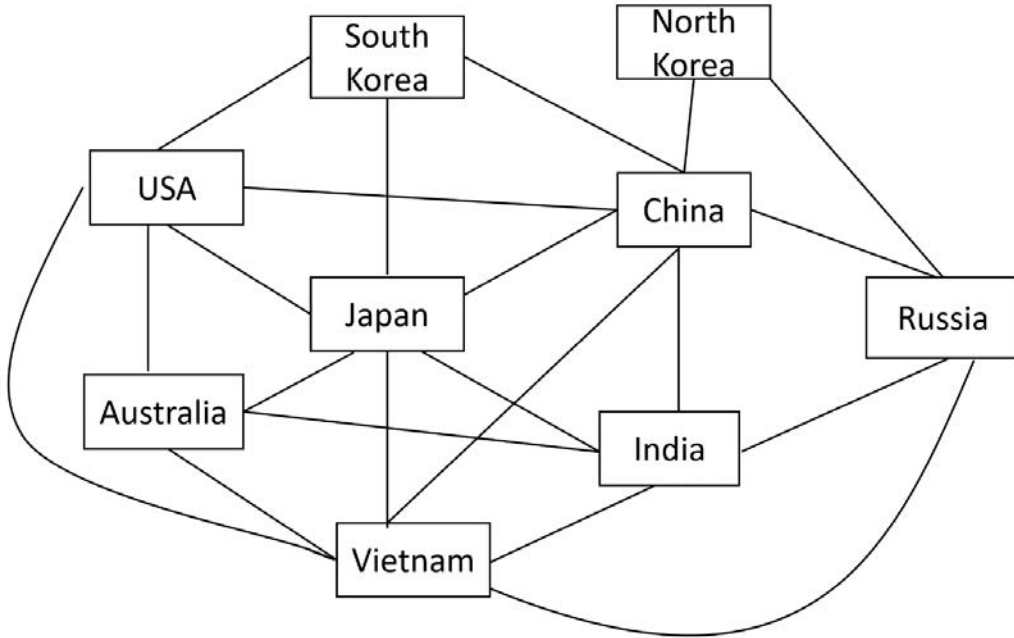 South
Korea
North
Korea
USA
China
Japan
Russia
Australia
India
Vietnam